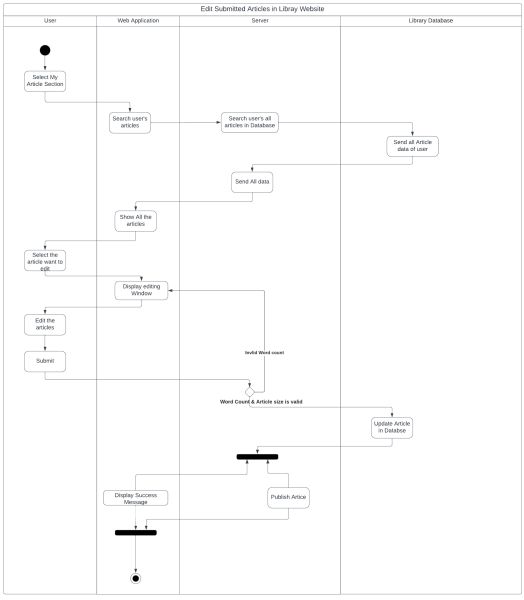 Edit Submitted Articles in Libray Website
User
Web Application
Server
Library Database
Select My
Article Section
Search user's
articles
Search user's all
articles in Database
Send all Article
data of user
Send All data
Show All the
articles
Select the
article want to
edit
Display editing
Window
Edit the
articles
Submit
Invlid Word count
Word Count & Article size is valid
Update Article
in Databse
Display Success
Message
Publish Artice